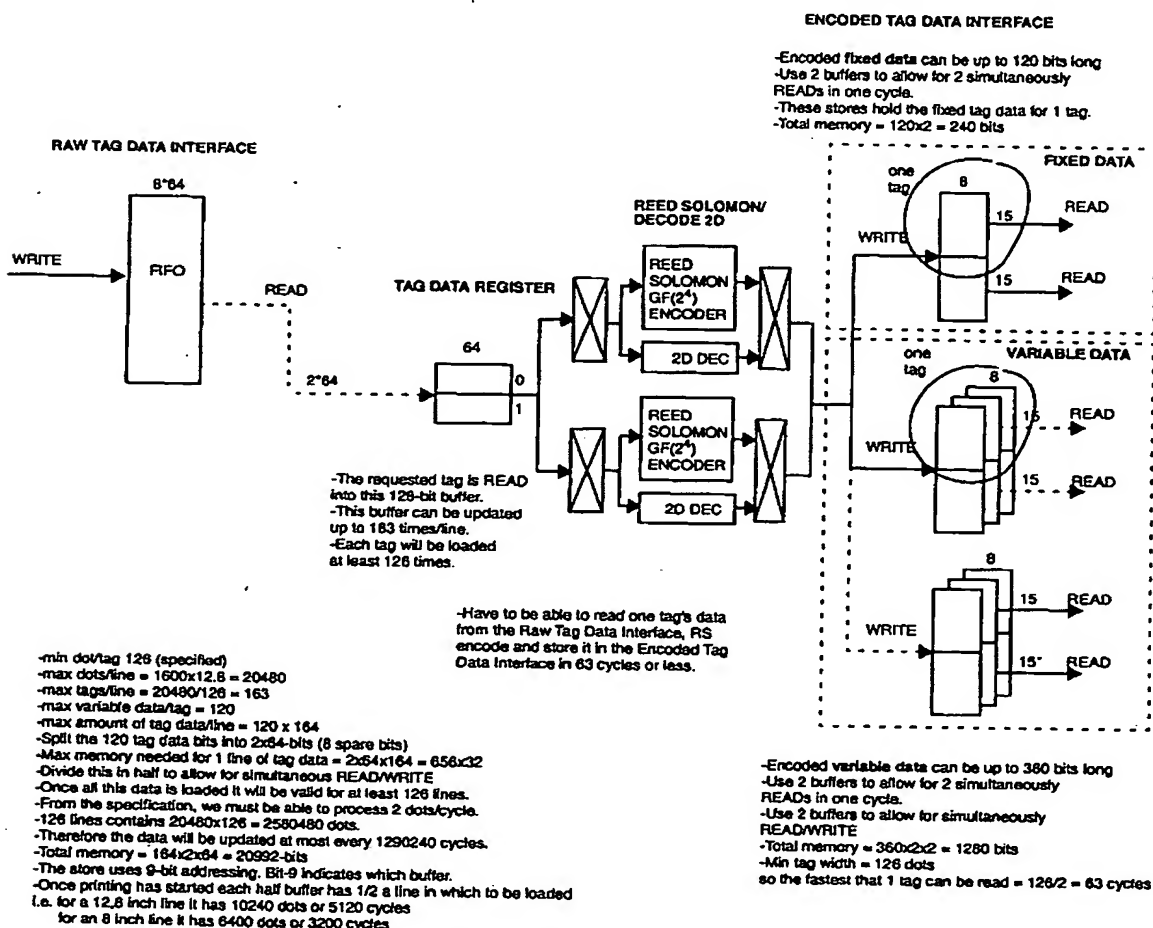 ENCODED TAG DATA INTERFACE
-Encoded fixed data can be up to 120 bits long
-Use 2 buffers to allow for 2 simultaneously
READs in one cycle.
-These stores hold the fixed tag data for 1 tag.
-Total memory = 120x2 = 240 bits
RAW TAG DATA INTERFACE
8*64
WRITE
FIFO
READ
2*64
TAG DATA REGISTER
64
0
1
REED SOLOMON/
DECODE 2D
REED
SOLOMON
GF(2⁴)
ENCODER
2D DEC
REED
SOLOMON
GF(2⁴)
ENCODER
2D DEC
FIXED DATA
one
tag
8
15
READ
WRITE
15
READ
VARIABLE DATA
one
tag
8
15
READ
WRITE
15
READ
8
15
READ
WRITE
15"
READ
-The requested tag is READ
into this 128-bit buffer.
-This buffer can be updated
up to 163 times/line.
-Each tag will be loaded
at least 126 times.
-Have to be able to read one tag's data
from the Raw Tag Data Interface, RS
encode and store it in the Encoded Tag
Data Interface in 63 cycles or less.
-min dot/tag 126 (specified)
-max dots/line = 1600x12.8 = 20480
-max tags/line = 20480/126 = 163
-max variable data/tag = 120
-max amount of tag data/line = 120 x 164
-Split the 120 tag data bits into 2x64-bits (8 spare bits)
-Max memory needed for 1 line of tag data = 2x64x164 = 656x32
-Divide this in half to allow for simultaneous READ/WRITE
-Once all this data is loaded it will be valid for at least 126 lines.
-From the specification, we must be able to process 2 dots/cycle.
-126 lines contains 20480x126 = 2580480 dots.
-Therefore the data will be updated at most every 1290240 cycles.
-Total memory = 164x2x64 = 20992-bits
-The store uses 9-bit addressing. Bit-9 indicates which buffer.
-Once printing has started each half buffer has 1/2 a line in which to be loaded
i.e. for a 12.8 inch line it has 10240 dots or 5120 cycles
for an 8 inch line it has 6400 dots or 3200 cycles
-Encoded variable data can be up to 360 bits long
-Use 2 buffers to allow for 2 simultaneously
READs in one cycle.
-Use 2 buffers to allow for simultaneously
READ/WRITE
-Total memory = 360x2x2 = 1280 bits
-Min tag width = 126 dots
so the fastest that 1 tag can be read = 126/2 = 63 cycles